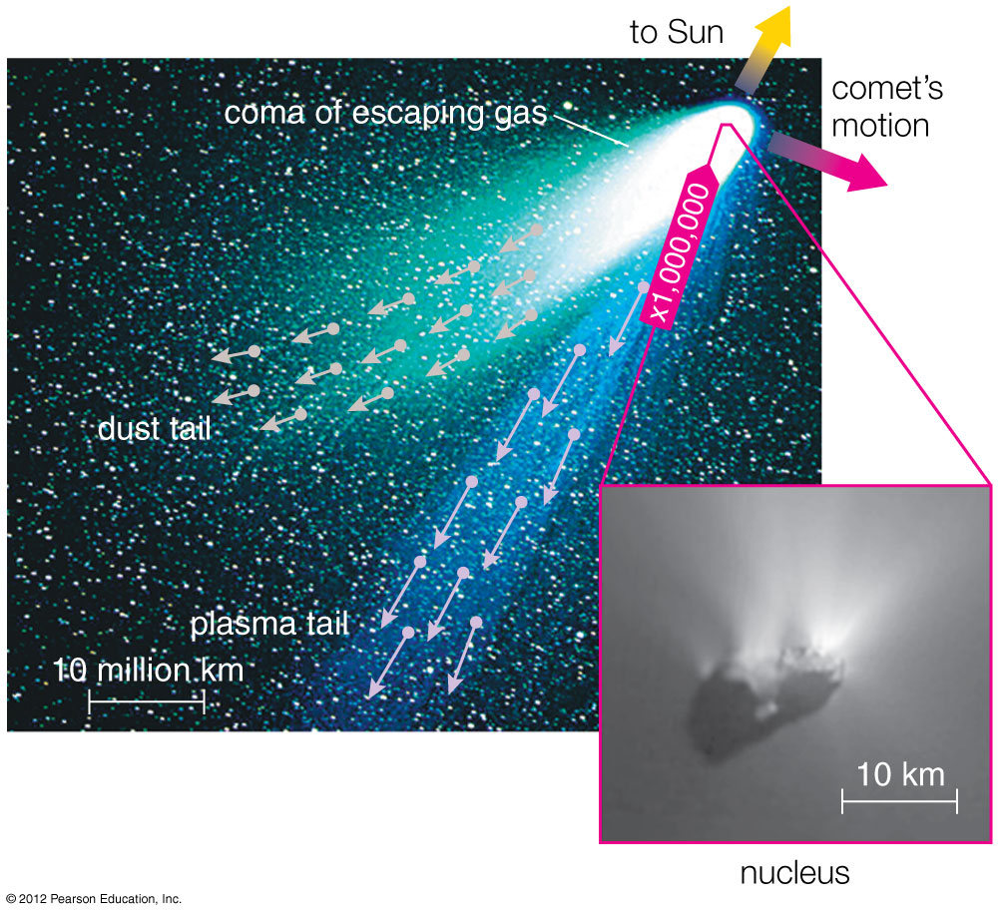 to Sun
comet's
motion
coma of escaping gas
x1,000,000
dust tail
plasma tail
10 million km
10 km
nucleus
© 2012 Pearson Education, Inc.